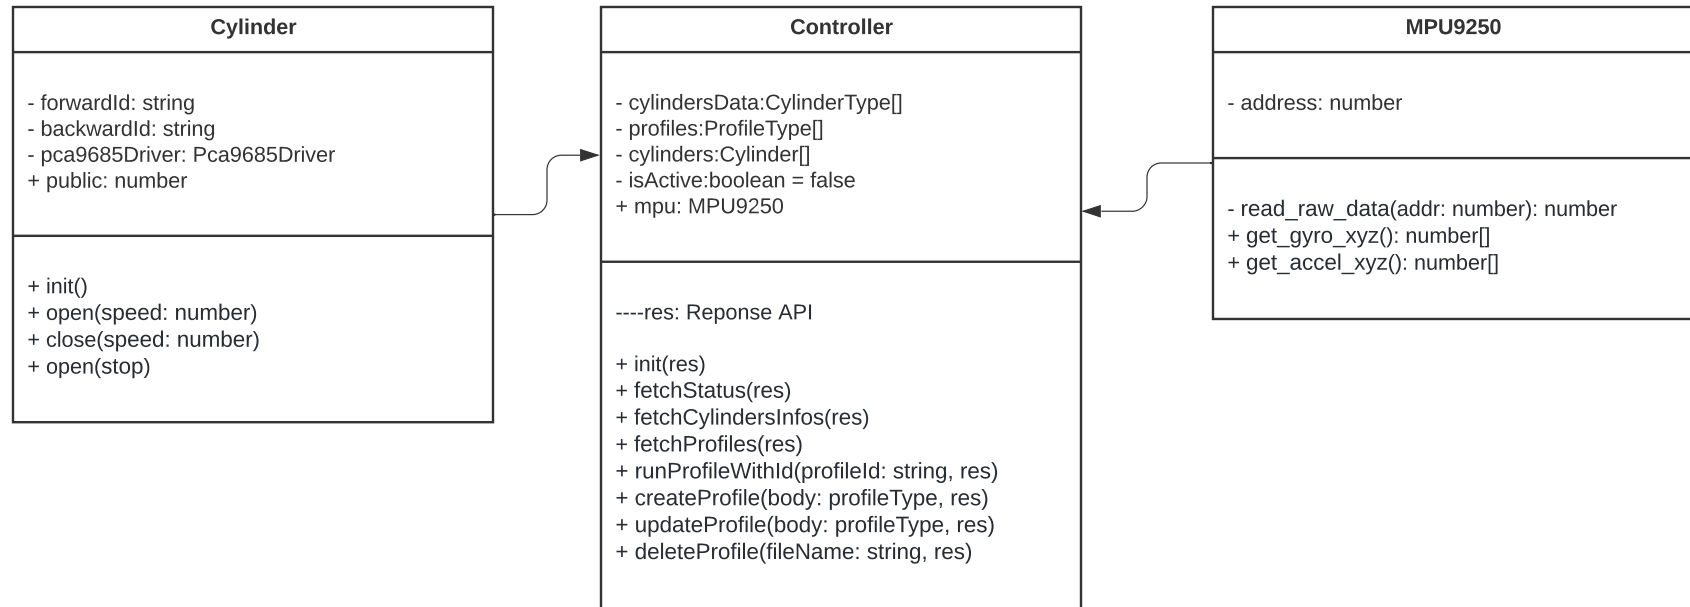 Cylinder
- forwardId: string
- backwardId: string
- pca9685Driver: Pca9685Driver
+ public: number
+ init()
+ open(speed: number)
+ close(speed: number)
+ open(stop)
Controller
- cylindersData:CylinderType[]
- profiles:ProfileType[]
- cylinders:Cylinder[]
- isActive:boolean = false
+ mpu: MPU9250
----res: Reponse API
+ init(res)
+ fetchStatus(res)
+ fetchCylindersInfos(res)
+ fetchProfiles(res)
+ runProfileWithId(profileId: string, res)
+ createProfile(body: profileType, res)
+ updateProfile(body: profileType, res)
+ deleteProfile(fileName: string, res)
MPU9250
- address: number
- read_raw_data(addr: number): number
+ get_gyro_xyz(): number[]
+ get_accel_xyz(): number[]